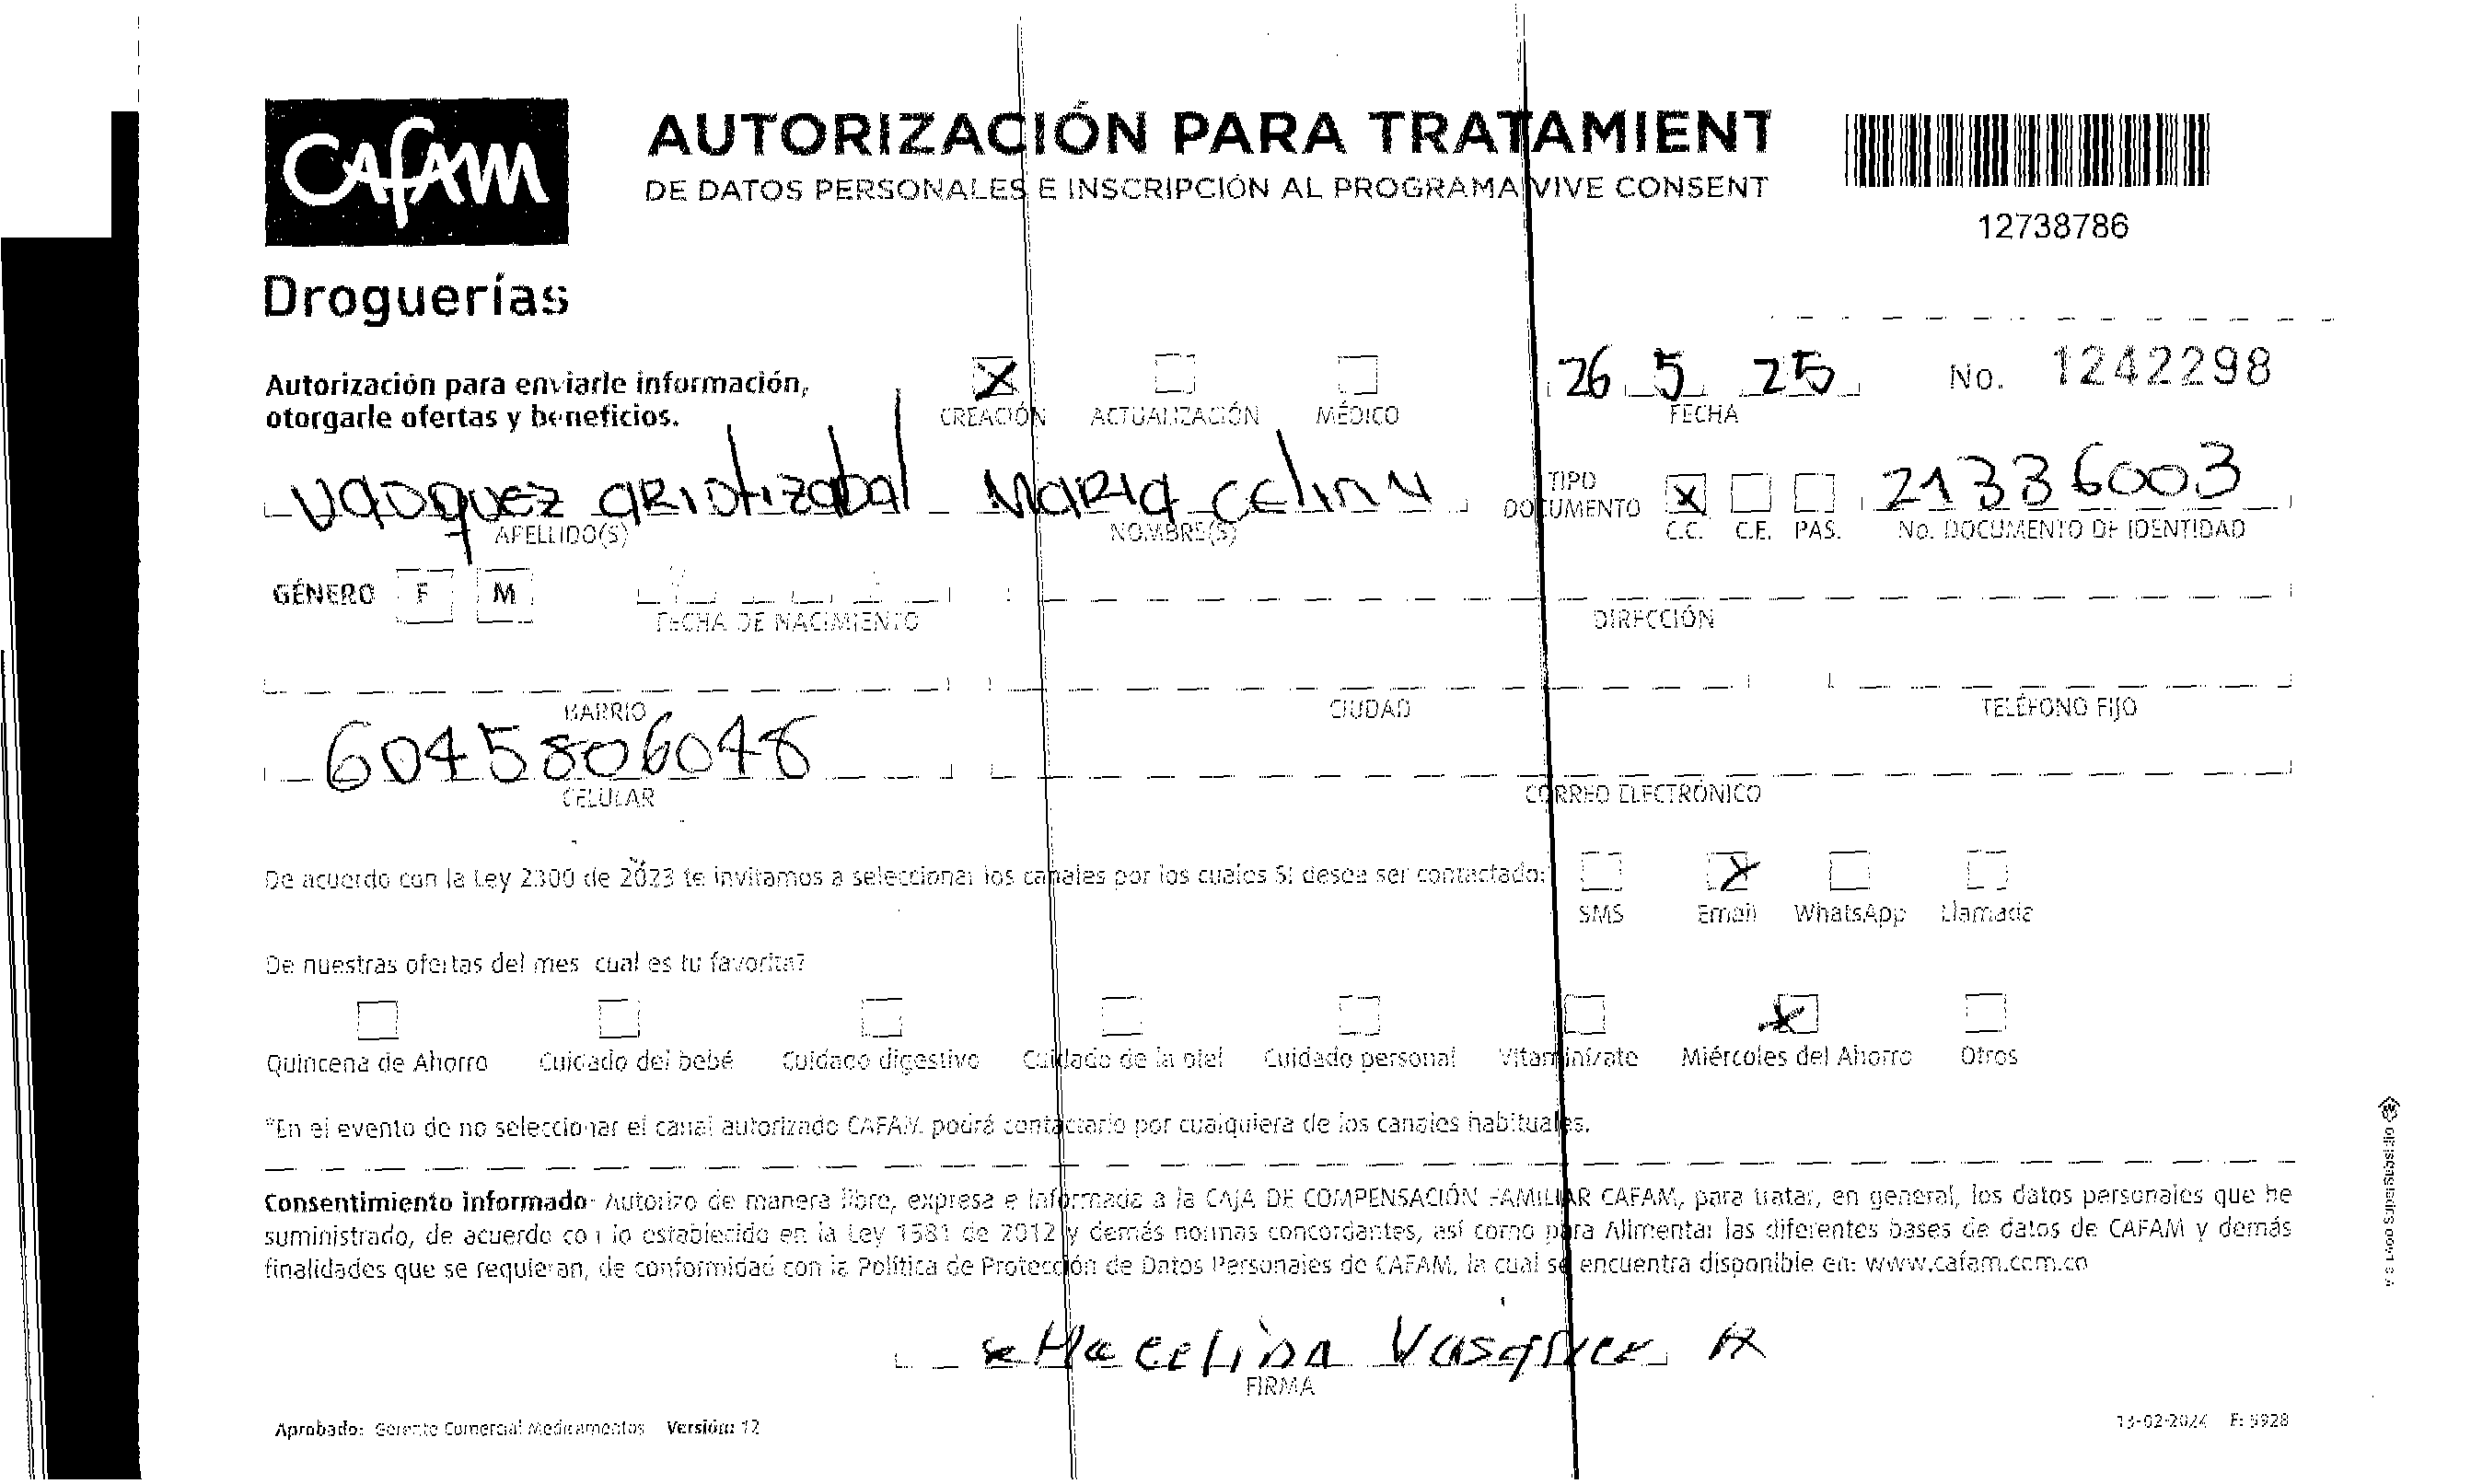 CAFAM
Droguerías
AUTORIZACIÓN PARA TRATAMIENT
DE DATOS PERSONALES E INSCRIPCIÓN AL PROGRAMA VIVE CONSENT
12738786
Autorización para enviarle información,
otorgarle ofertas y beneficios.
X
CREACIÓN ACTUALIZACIÓN MÉDICO
26 5 25
FECHA
No. 1242298
Vasquez aristizabal Maria Celina
APELLIDO(S) NOMBRE(S)
TIPO DOCUMENTO X 21336003
C.C. C.E. PAS. No. DOCUMENTO DE IDENTIDAD
GÉNERO F M
FECHA DE NACIMIENTO DIRECCIÓN
BARRIO CIUDAD TELÉFONO FIJO
6045806048
CELULAR CORREO ELECTRÓNICO
De acuerdo con la Ley 2300 de 2023 te invitamos a seleccionar los canales por los cuales SI desea ser contactado:
X
SMS Email WhatsApp Llamada
De nuestras ofertas del mes cual es tu favorita?
X
Quincena de Ahorro Cuidado del bebé Cuidado digestivo Cuidado de la piel Cuidado personal Vitamínizate Miércoles del Ahorro Otros
*En el evento de no seleccionar el canal autorizado CAFAM podrá contactarlo por cualquiera de los canales habituales.
Consentimiento informado: Autorizo de manera libre, expresa e informada a la CAJA DE COMPENSACIÓN FAMILIAR CAFAM, para tratar, en general, los datos personales que he
suministrado, de acuerdo con lo establecido en la Ley 1581 de 2012 y demás normas concordantes, así como para Alimentar las diferentes bases de datos de CAFAM y demás
finalidades que se requieran, de conformidad con la Política de Protección de Datos Personales de CAFAM, la cual se encuentra disponible en: www.cafam.com.co
x Ma Celina Vasquez A
FIRMA
Aprobado: Gerente Comercial Medicamentos Versión: 12
13-02-2024 F: 5928
VIGILADO SuperSubsidio